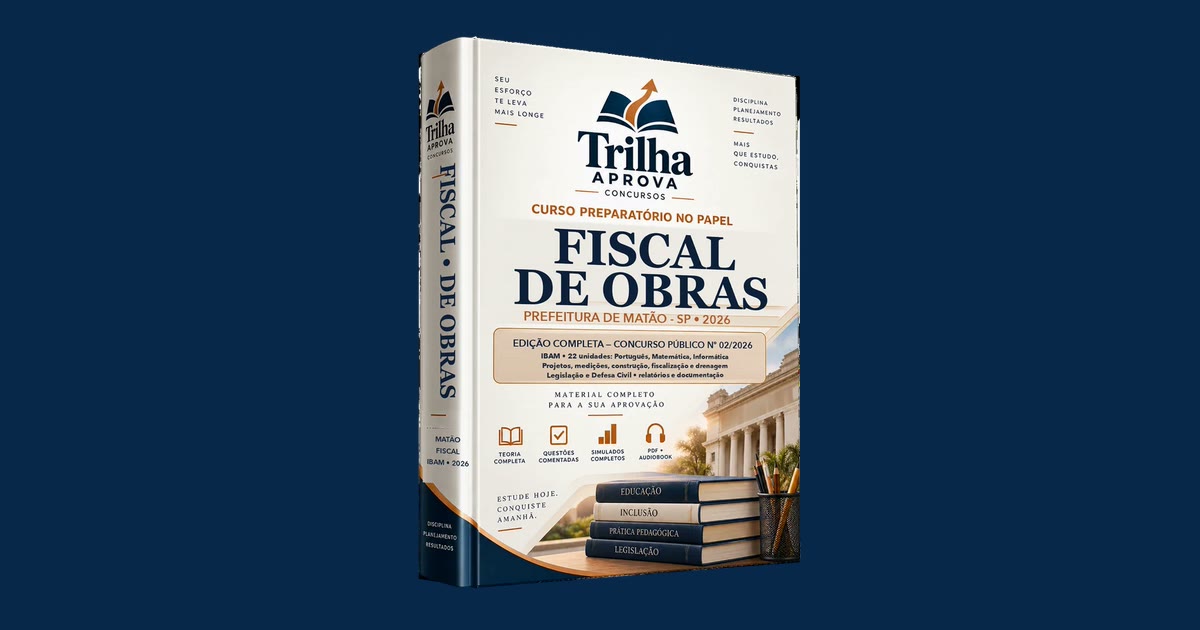 SEU
ESFORÇO
TE LEVA
MAIS LONGE
DISCIPLINA
PLANEJAMENTO
RESULTADOS
MAIS
QUE ESTUDO,
CONQUISTAS
Trilha
APROVA
CONCURSOS
CURSO PREPARATÓRIO NO PAPEL
FISCAL
DE OBRAS
PREFEITURA DE MATÃO - SP • 2026
EDIÇÃO COMPLETA – CONCURSO PÚBLICO N° 02/2026
IBAM • 22 unidades: Português, Matemática, Informática
Projetos, medições, construção, fiscalização e drenagem
Legislação e Defesa Civil • relatórios e documentação
MATERIAL COMPLETO
PARA A SUA APROVAÇÃO
TEORIA
COMPLETA
QUESTÕES
COMENTADAS
SIMULADOS
COMPLETOS
PDF +
AUDIOBOOK
ESTUDE HOJE.
CONQUISTE
AMANHÃ.
EDUCAÇÃO
INCLUSÃO
PRÁTICA PEDAGÓGICA
LEGISLAÇÃO
Trilha
APROVA
CONCURSOS
FISCAL • DE OBRAS
MATÃO
FISCAL
IBAM • 2026
DISCIPLINA
PLANEJAMENTO
RESULTADOS